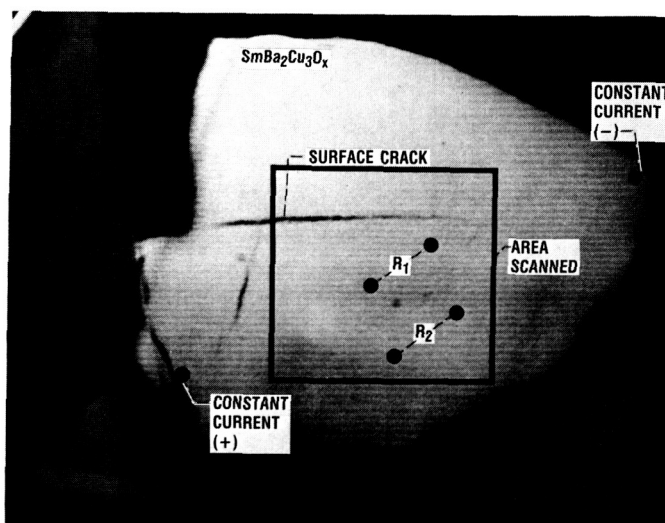 SmBa₂Cu₃Oₓ
CONSTANT
CURRENT
(−)
SURFACE CRACK
AREA
SCANNED
R₁
R₂
CONSTANT
CURRENT
(+)